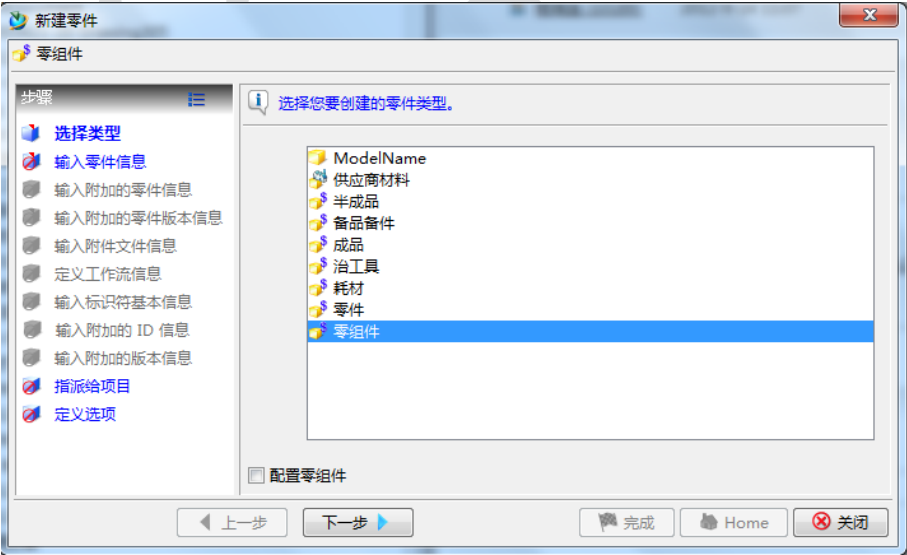 新建零件
零组件
步骤
选择类型
输入零件信息
输入附加的零件信息
输入附加的零件版本信息
输入附件文件信息
定义工作流信息
输入标识符基本信息
输入附加的 ID 信息
输入附加的版本信息
指派给项目
定义选项
选择您要创建的零件类型。
ModelName
供应商材料
半成品
备品备件
成品
治工具
耗材
零件
零组件
配置零组件
上一步 下一步 完成 Home 关闭